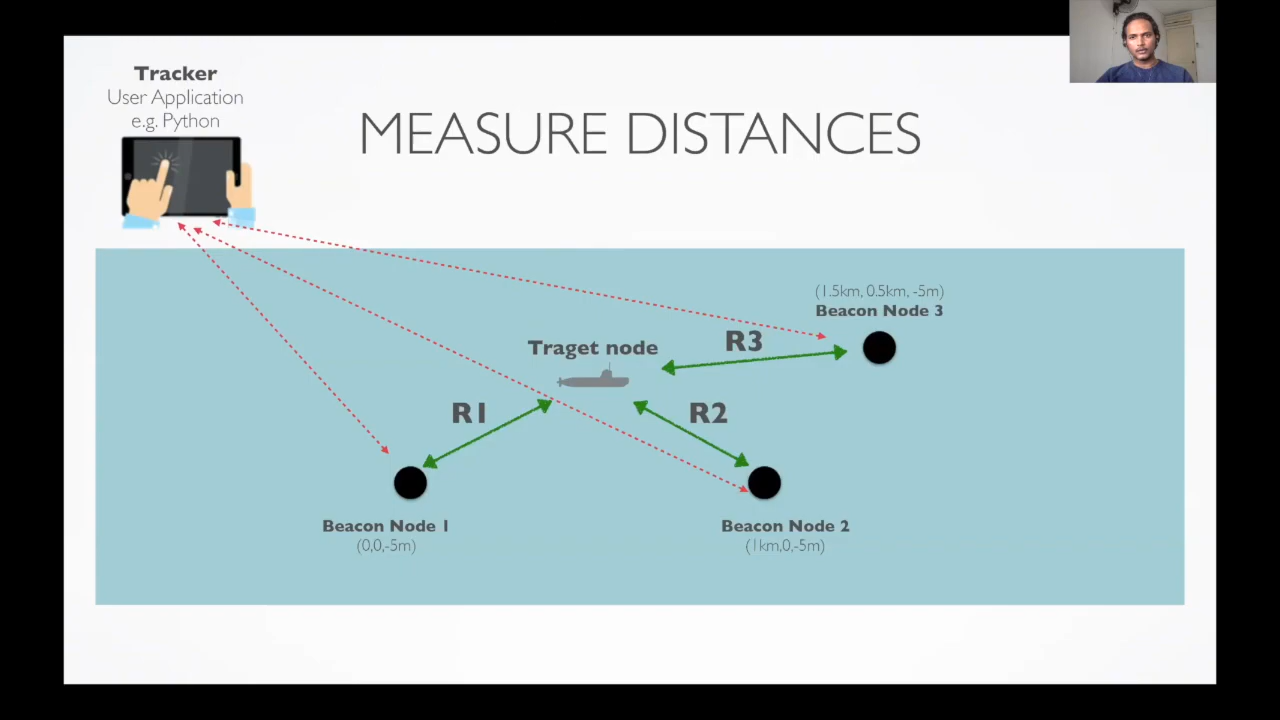 Tracker
User Application
e.g. Python
MEASURE DISTANCES
(1.5km, 0.5km, -5m)
Beacon Node 3
R3
Traget node
R1
R2
Beacon Node 1
(0,0,-5m)
Beacon Node 2
(1km,0,-5m)